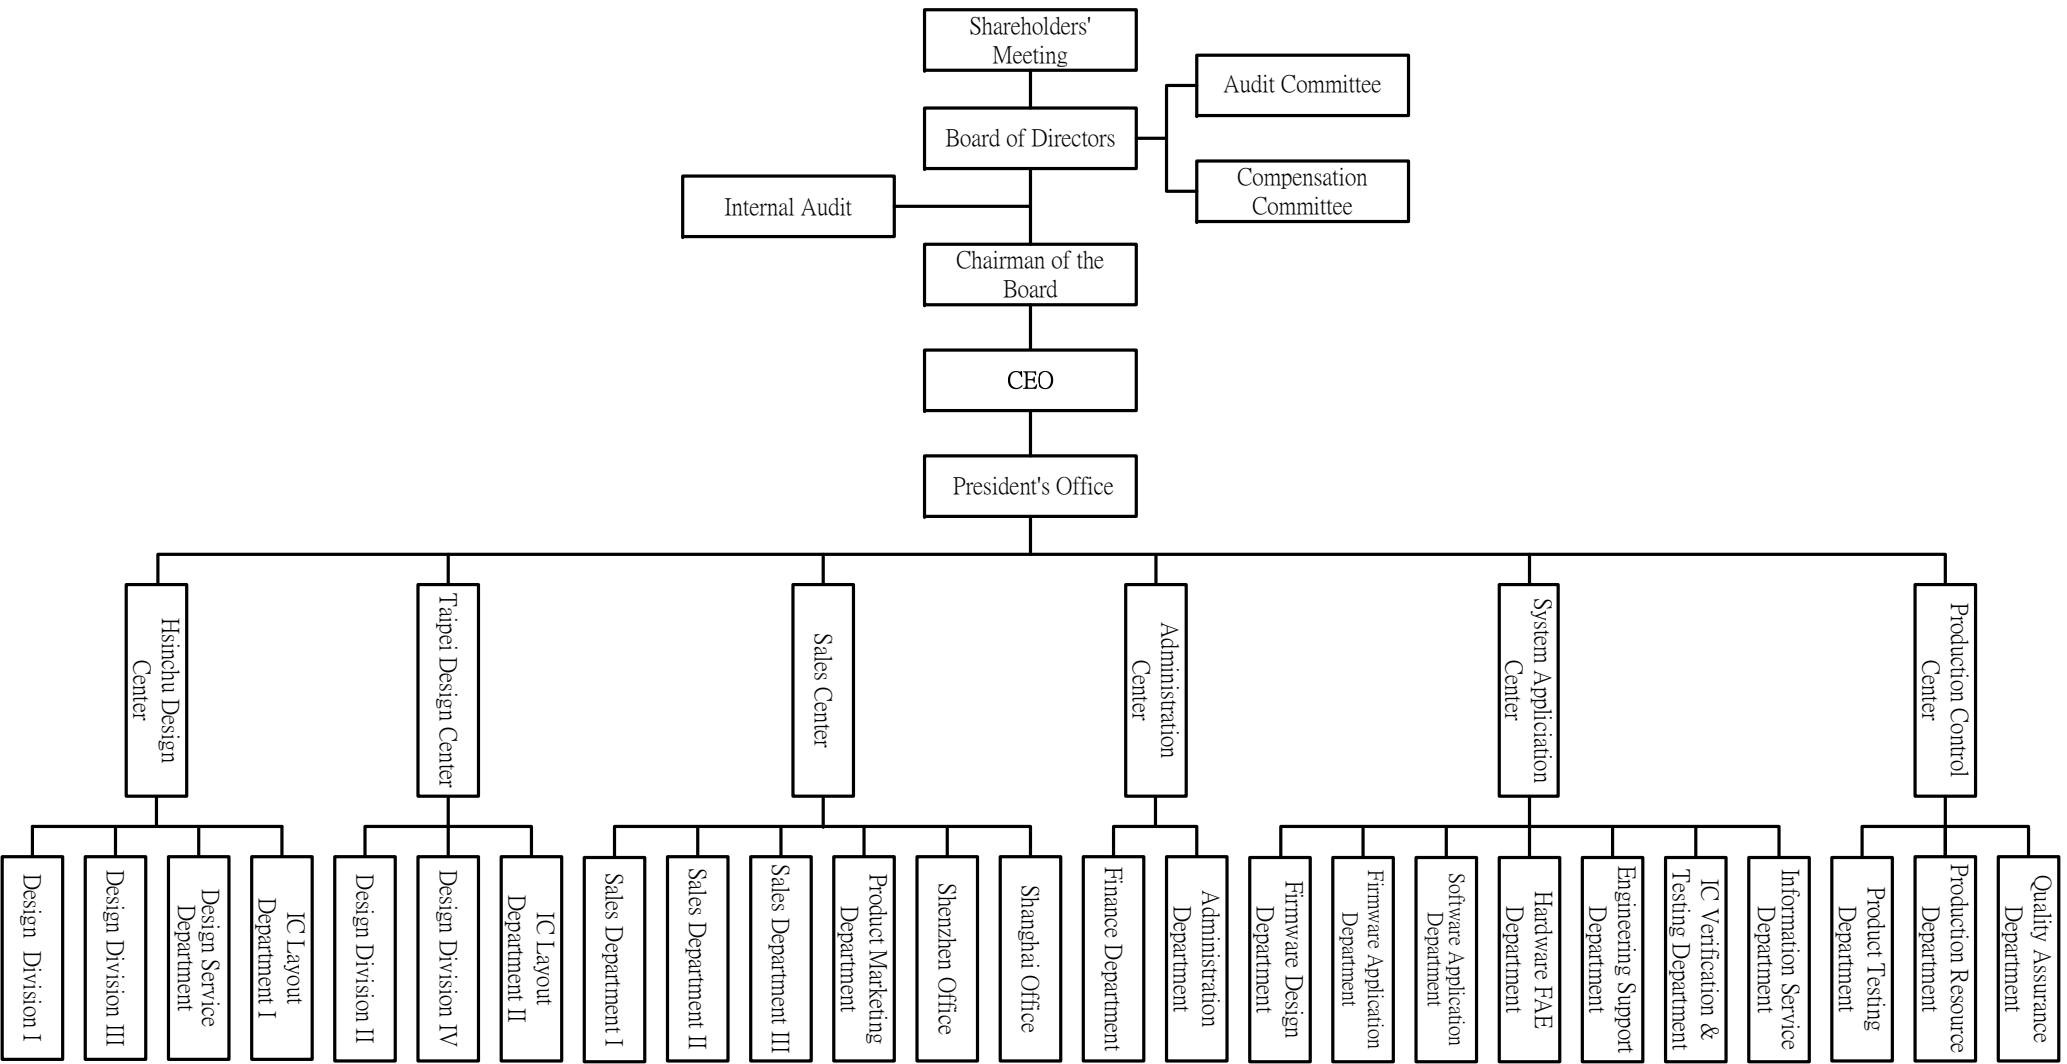 Shareholders'
Meeting
Audit Committee
Board of Directors
Compensation
Committee
Internal Audit
Chairman of the
Board
CEO
President's Office
Hsinchu Design
Center
Taipei Design Center
Sales Center
Administration
Center
System Appliciation
Center
Production Control
Center
Design Division I
Design Division III
Design Service
Department
IC Layout
Department I
Design Division II
Design Division IV
IC Layout
Department II
Sales Department I
Sales Department II
Sales Department III
Product Marketing
Department
Shenzhen Office
Shanghai Office
Finance Department
Administration
Department
Firmware Design
Department
Firmware Application
Department
Software Application
Department
Hardware FAE
Department
Engineering Support
Department
IC Verification &
Testing Department
Information Service
Department
Product Testing
Department
Production Resource
Department
Quality Assurance
Department